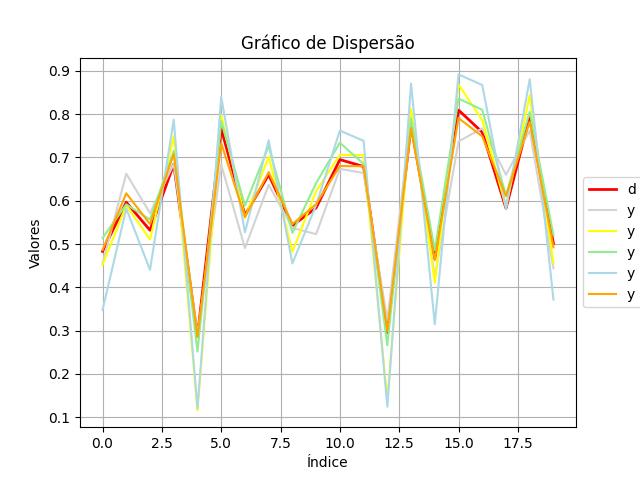 Gráfico de Dispersão
0.9
0.8
0.7
0.6
0.5
0.4
0.3
0.2
0.1
Valores
0.0 2.5 5.0 7.5 10.0 12.5 15.0 17.5
Índice
d
y
y
y
y
y